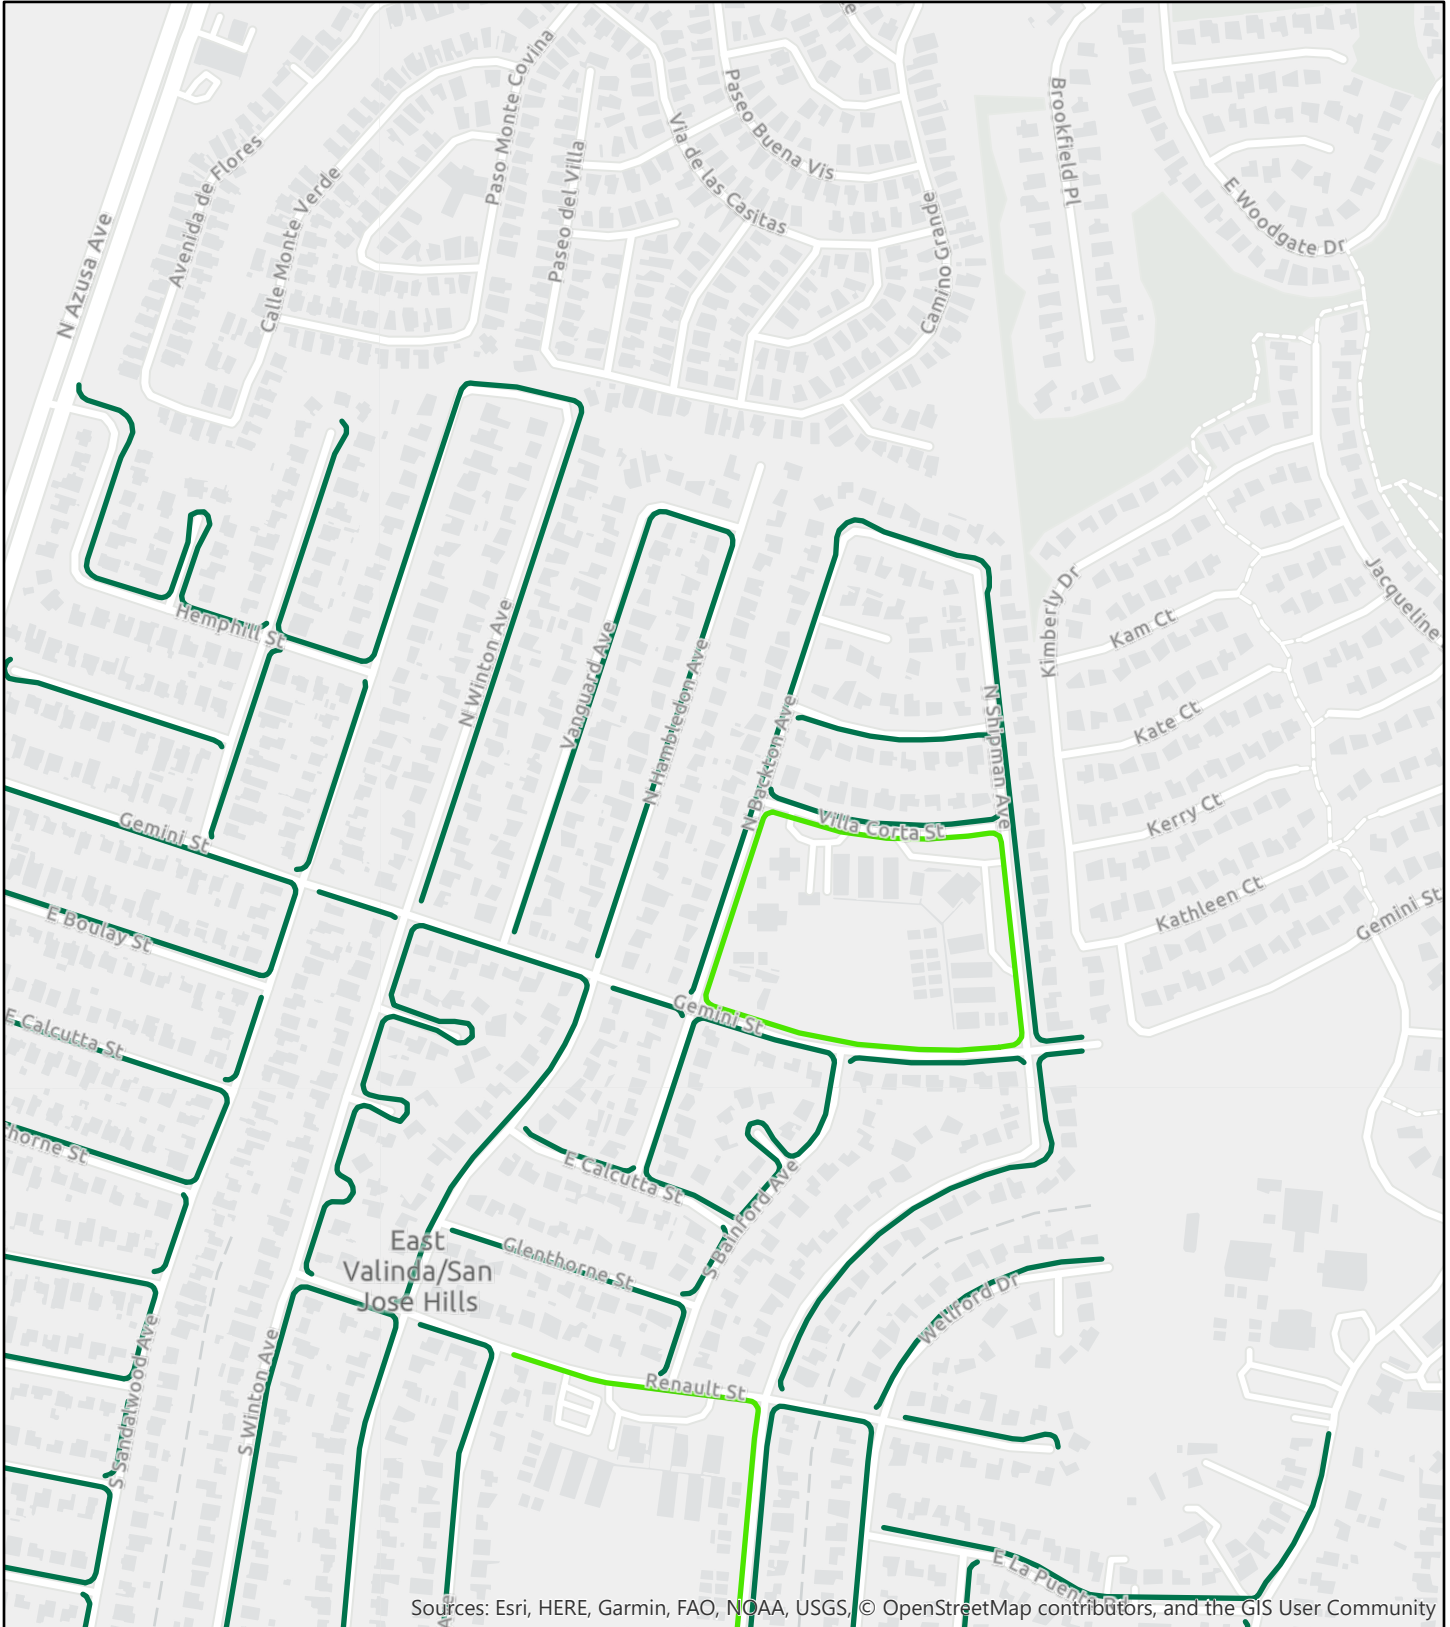 Paso Monte Covina
Paseo Buena Vis
Brookfield Pl
Avenida de Flores
Via de las Casitas
Paseo del Villa
Calle Monte Verde
E Woodgate Dr
N Azusa Ave
Camino Grande
Jacqueline
Kimberly Dr
Kam Ct
Hemphill St
N Winton Ave
Vanguard Ave
N Hambledon Ave
N Backton Ave
N Shipman Ave
Kate Ct
Kerry Ct
Gemini St
Villa Corta St
Kathleen Ct
Gemini St
E Boulay St
Gemini St
E Calcutta St
horne St
E Calcutta St
S Bainford Ave
East
Valinda/San
Jose Hills
Glenthorne St
Wellford Dr
S Sandalwood Ave
S Winton Ave
Renault St
E La Puente Rd
Sources: Esri, HERE, Garmin, FAO, NOAA, USGS, © OpenStreetMap contributors, and the GIS User Community